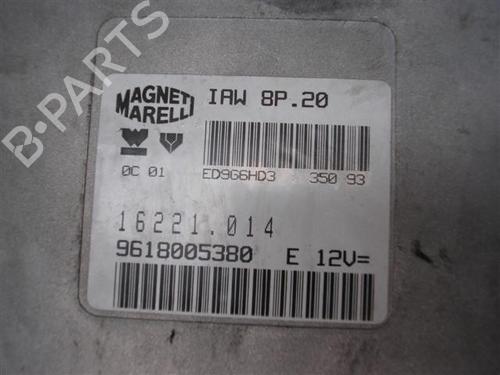 B-PARTS
MAGNETI MARELLI
IAW 8P.20
0C 01
ED9G6HD3 350 93
16221.014
9618005380 E 12V=